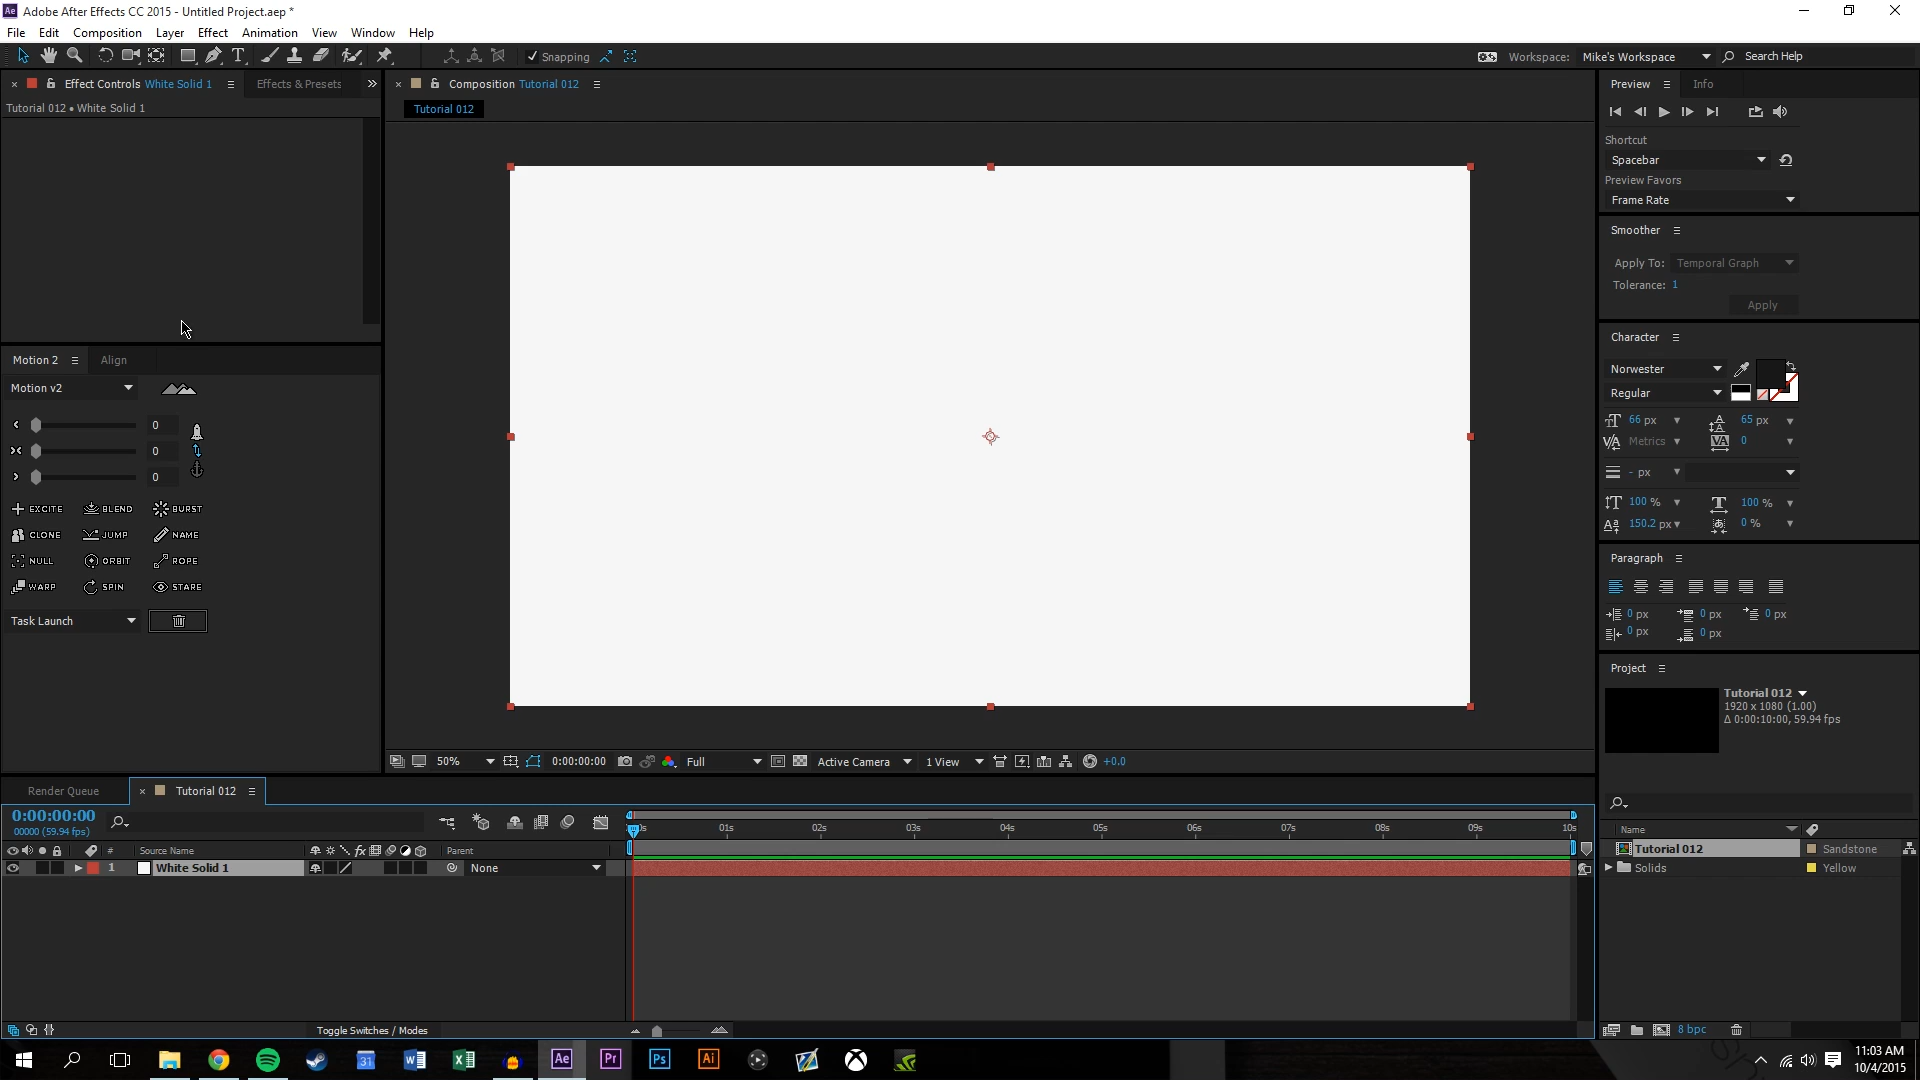 Adobe After Effects CC 2015 - Untitled Project.aep *
File Edit Composition Layer Effect Animation View Window Help
Snapping
Workspace: Mike's Workspace Search Help
Effect Controls White Solid 1 Effects & Presets
Tutorial 012 • White Solid 1
Composition Tutorial 012
Tutorial 012
Preview Info
Shortcut
Spacebar
Preview Favors
Frame Rate
Smoother
Apply To: Temporal Graph
Tolerance: 1
Apply
Character
Norwester
Regular
66 px 65 px
Metrics 0
- px
100 % 100 %
150.2 px 0 %
Paragraph
0 px 0 px 0 px
0 px 0 px
Motion 2 Align
Motion v2
0
0
0
EXCITE BLEND BURST
CLONE JUMP NAME
NULL ORBIT ROPE
WARP SPIN STARE
Task Launch
50% 0:00:00:00 Full Active Camera 1 View +0.0
Project
Tutorial 012
1920 x 1080 (1.00)
Δ 0:00:10:00, 59.94 fps
Name
Tutorial 012 Sandstone
Solids Yellow
8 bpc
Render Queue Tutorial 012
0:00:00:00
00000 (59.94 fps)
01s 02s 03s 04s 05s 06s 07s 08s 09s 10s
# Source Name fx Parent
1 White Solid 1 None
Toggle Switches / Modes
31
Ae Pr Ps Ai
11:03 AM
10/4/2015